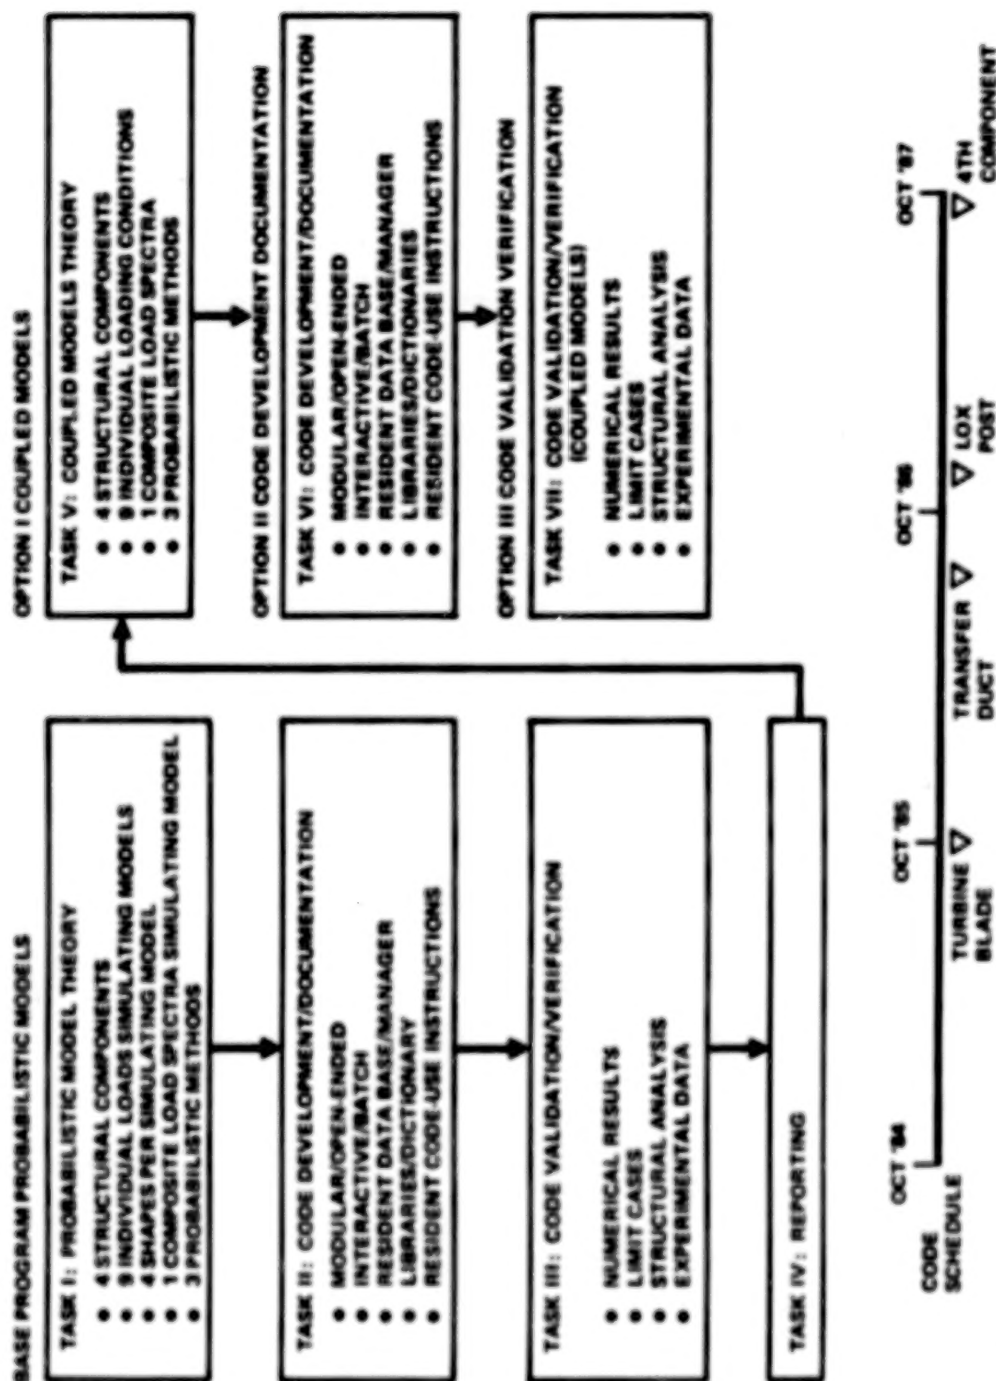 BASE PROGRAM PROBABILISTIC MODELS
TASK I: PROBABILISTIC MODEL THEORY
• 4 STRUCTURAL COMPONENTS
• 9 INDIVIDUAL LOADS SIMULATING MODELS
• 4 SHAPES PER SIMULATING MODEL
• 1 COMPOSITE LOAD SPECTRA SIMULATING MODEL
• 3 PROBABILISTIC METHODS
TASK II: CODE DEVELOPMENT/DOCUMENTATION
• MODULAR/OPEN-ENDED
• INTERACTIVE/BATCH
• RESIDENT DATA BASE/MANAGER
• LIBRARIES/DICTIONARY
• RESIDENT CODE-USE INSTRUCTIONS
TASK III: CODE VALIDATION/VERIFICATION
• NUMERICAL RESULTS
• LIMIT CASES
• STRUCTURAL ANALYSIS
• EXPERIMENTAL DATA
TASK IV: REPORTING
OPTION I COUPLED MODELS
TASK V: COUPLED MODELS THEORY
• 4 STRUCTURAL COMPONENTS
• 9 INDIVIDUAL LOADING CONDITIONS
• 1 COMPOSITE LOAD SPECTRA
• 3 PROBABILISTIC METHODS
OPTION II CODE DEVELOPMENT DOCUMENTATION
TASK VI: CODE DEVELOPMENT/DOCUMENTATION
• MODULAR/OPEN-ENDED
• INTERACTIVE/BATCH
• RESIDENT DATA BASE/MANAGER
• LIBRARIES/DICTIONARIES
• RESIDENT CODE-USE INSTRUCTIONS
OPTION III CODE VALIDATION VERIFICATION
TASK VII: CODE VALIDATION/VERIFICATION
(COUPLED MODELS)
• NUMERICAL RESULTS
• LIMIT CASES
• STRUCTURAL ANALYSIS
• EXPERIMENTAL DATA
CODE
SCHEDULE
OCT '84
OCT '85
OCT '86
OCT '87
TURBINE
BLADE
TRANSFER
DUCT
LOX
POST
4TH
COMPONENT